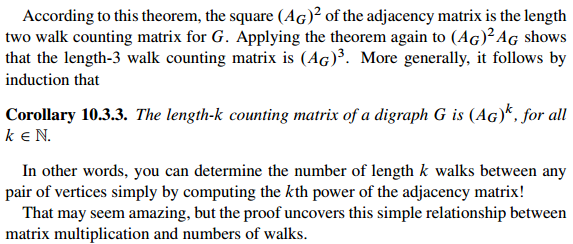 According to this theorem, the square (A_G)² of the adjacency matrix is the length
two walk counting matrix for G. Applying the theorem again to (A_G)²A_G shows
that the length-3 walk counting matrix is (A_G)³. More generally, it follows by
induction that
Corollary 10.3.3. The length-k counting matrix of a digraph G is (A_G)ᵏ, for all
k ∈ ℕ.
In other words, you can determine the number of length k walks between any
pair of vertices simply by computing the kth power of the adjacency matrix!
That may seem amazing, but the proof uncovers this simple relationship between
matrix multiplication and numbers of walks.